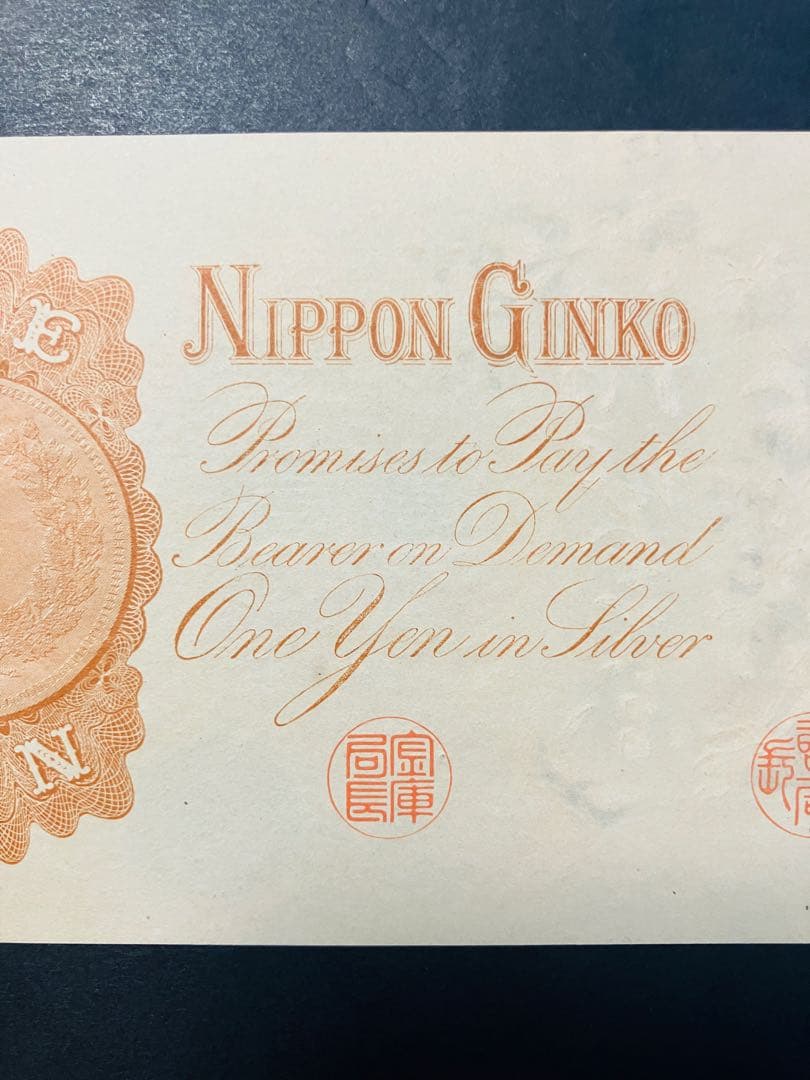 E
NIPPON GINKO
Promises to Pay the
Bearer on Demand
One Yen in Silver
N
金庫局長